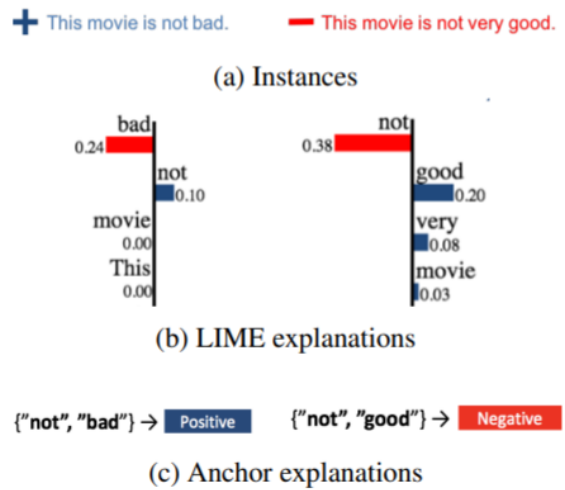 + This movie is not bad. — This movie is not very good.
(a) Instances
bad
0.24
not
0.10
movie
0.00
This
0.00
not
0.38
good
0.20
very
0.08
movie
0.03
(b) LIME explanations
{"not", "bad"} → Positive {"not", "good"} → Negative
(c) Anchor explanations